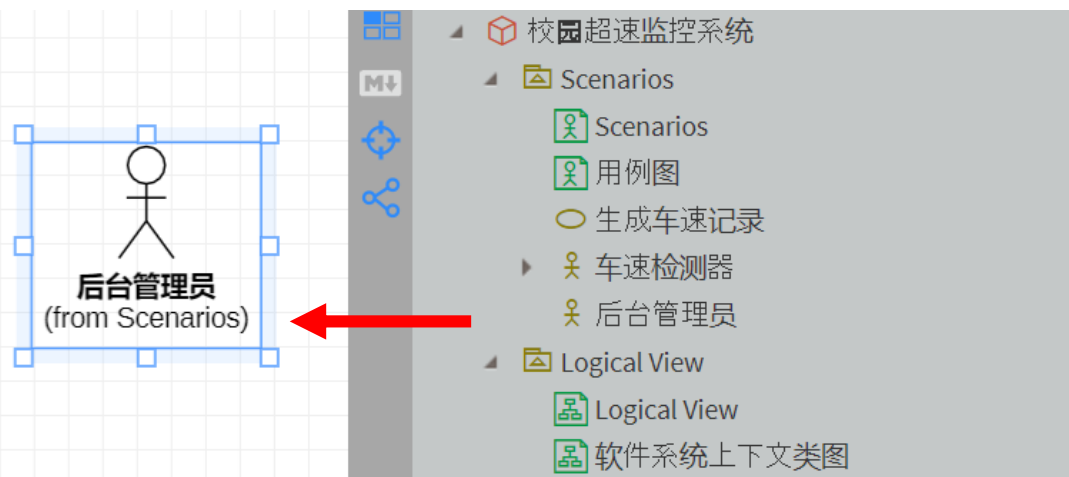 后台管理员
(from Scenarios)
M
校园超速监控系统
Scenarios
Scenarios
用例图
生成车速记录
车速检测器
后台管理员
Logical View
Logical View
软件系统上下文类图